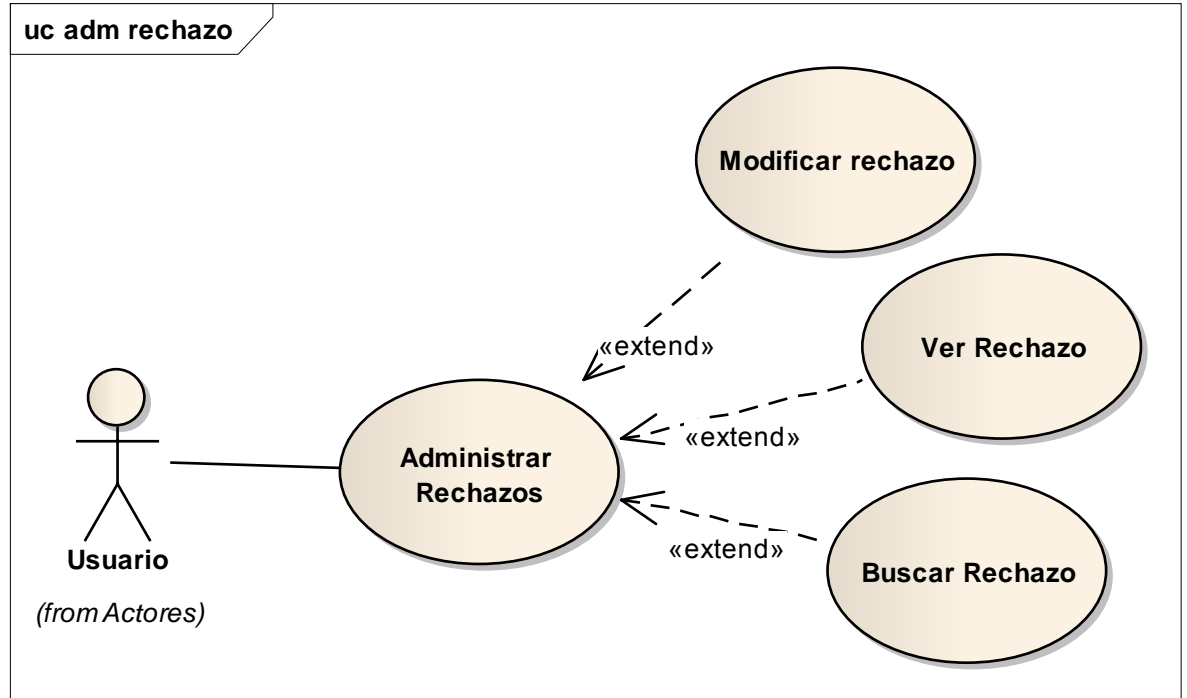 uc adm rechazo
Modificar rechazo
«extend»
Ver Rechazo
«extend»
Administrar
Rechazos
«extend»
Buscar Rechazo
Usuario
(from Actores)